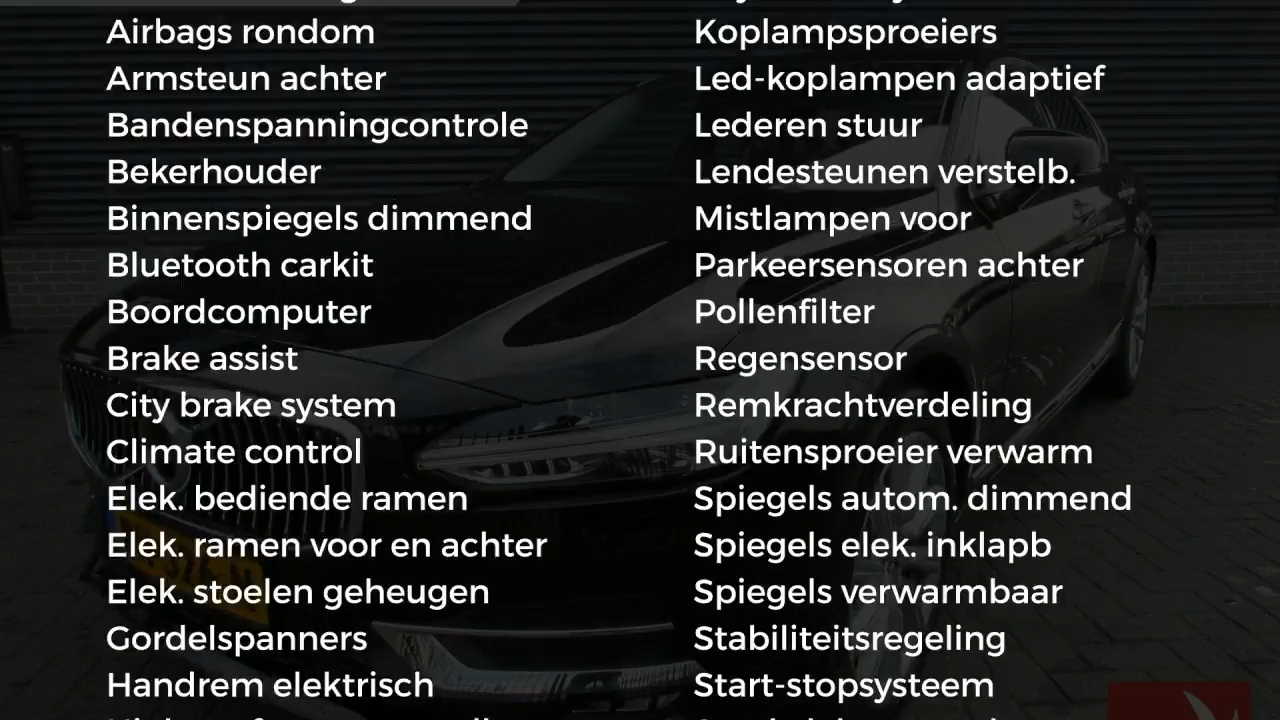 Airbags rondom
Armsteun achter
Bandenspanningcontrole
Bekerhouder
Binnenspiegels dimmend
Bluetooth carkit
Boordcomputer
Brake assist
City brake system
Climate control
Elek. bediende ramen
Elek. ramen voor en achter
Elek. stoelen geheugen
Gordelspanners
Handrem elektrisch
Koplampsproeiers
Led-koplampen adaptief
Lederen stuur
Lendesteunen verstelb.
Mistlampen voor
Parkeersensoren achter
Pollenfilter
Regensensor
Remkrachtverdeling
Ruitensproeier verwarm
Spiegels autom. dimmend
Spiegels elek. inklapb
Spiegels verwarmbaar
Stabiliteitsregeling
Start-stopsysteem